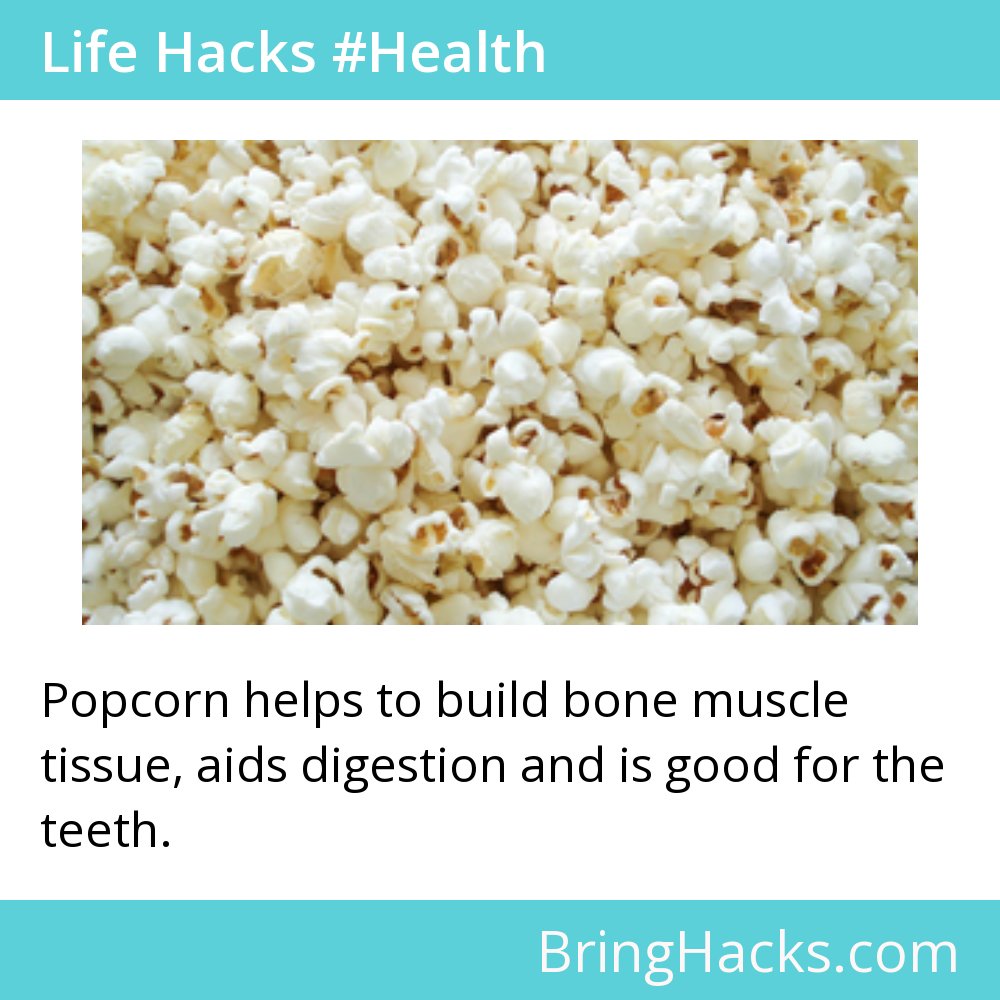 Life Hacks #Health
Popcorn helps to build bone muscle
tissue, aids digestion and is good for the
teeth.
BringHacks.com